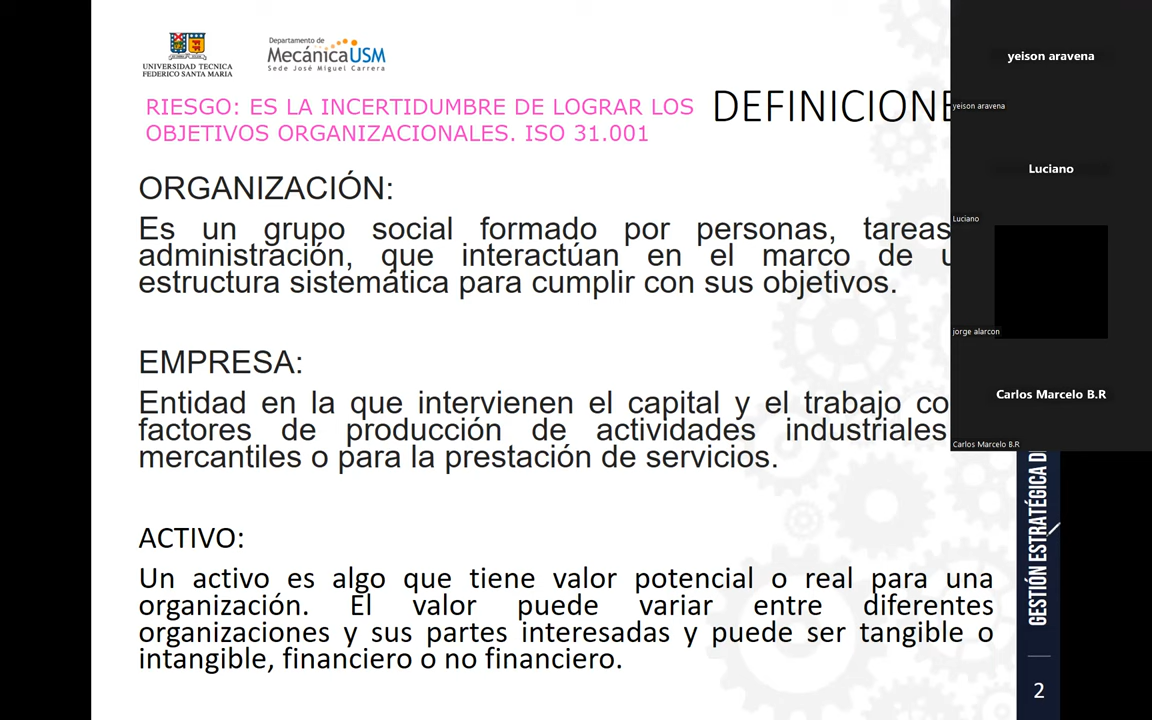 UNIVERSIDAD TECNICA
FEDERICO SANTA MARIA
Departamento de
MecánicaUSM
Sede José Miguel Carrera
RIESGO: ES LA INCERTIDUMBRE DE LOGRAR LOS
OBJETIVOS ORGANIZACIONALES. ISO 31.001
DEFINICIONE
ORGANIZACIÓN:
Es un grupo social formado por personas, tareas
administración, que interactúan en el marco de
estructura sistemática para cumplir con sus objetivos.
EMPRESA:
Entidad en la que intervienen el capital y el trabajo co
factores de producción de actividades industriales
mercantiles o para la prestación de servicios.
ACTIVO:
Un activo es algo que tiene valor potencial o real para una
organización. El valor puede variar entre diferentes
organizaciones y sus partes interesadas y puede ser tangible o
intangible, financiero o no financiero.
yeison aravena
yeison aravena
Luciano
Luciano
jorge alarcon
Carlos Marcelo B.R
Carlos Marcelo B.R
GESTIÓN ESTRATÉGICA D
2